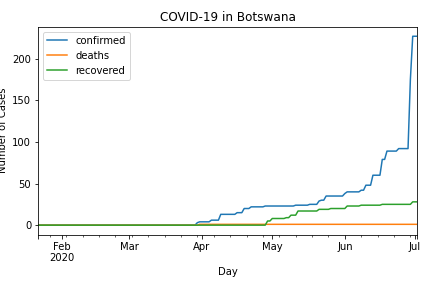 COVID-19 in Botswana
confirmed
deaths
recovered
Number of Cases
200
150
100
50
0
Feb Mar Apr May Jun Jul
2020
Day